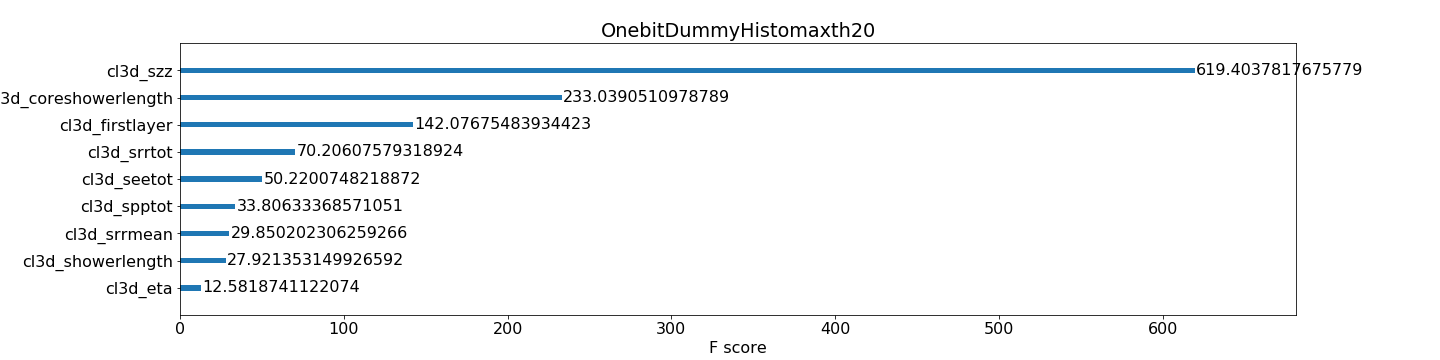 OnebitDummyHistomaxth20
cl3d_szz 619.4037817675779
3d_coreshowerlength 233.0390510978789
cl3d_firstlayer 142.07675483934423
cl3d_srrtot 70.20607579318924
cl3d_seetot 50.2200748218872
cl3d_spptot 33.80633368571051
cl3d_srrmean 29.850202306259266
cl3d_showerlength 27.921353149926592
cl3d_eta 12.5818741122074
0 100 200 300 400 500 600
F score